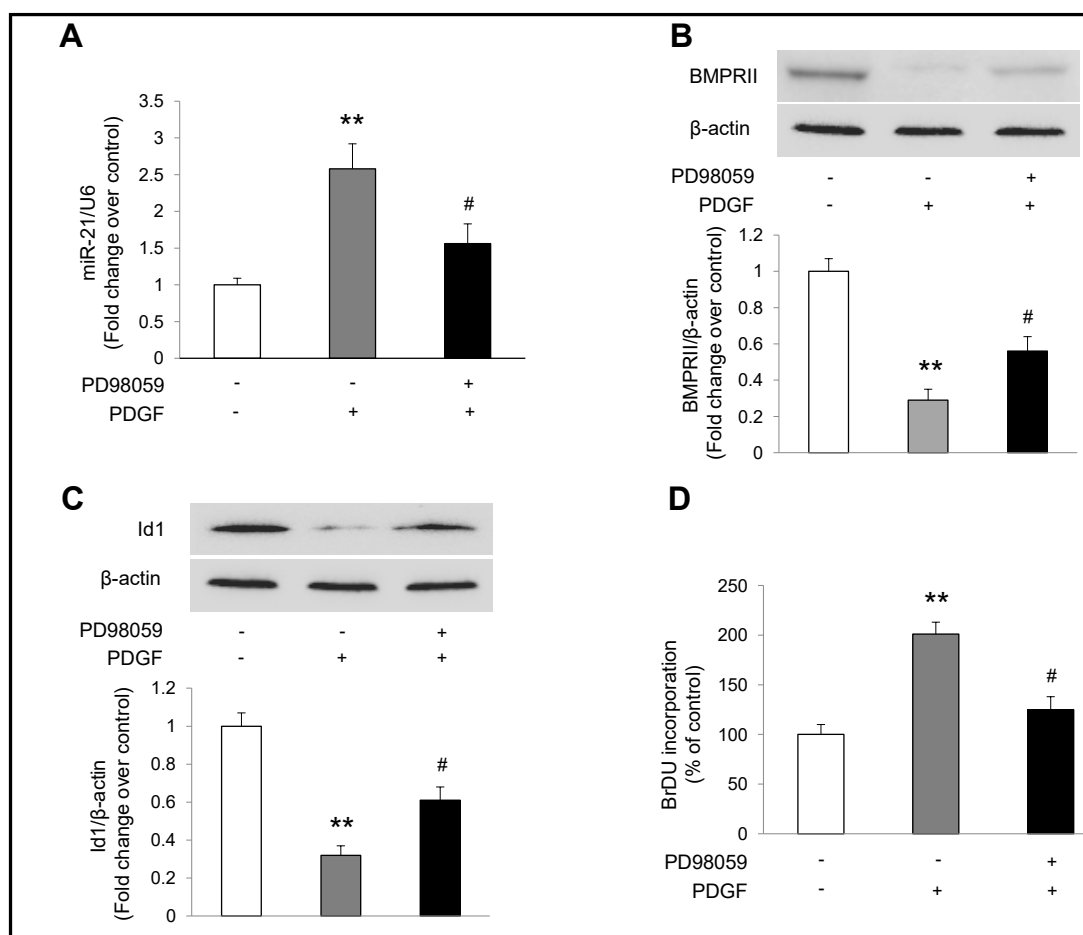 A
miR-21/U6
(Fold change over control)
3.5
3
2.5
2
1.5
1
0.5
0
**
#
PD98059 - - +
PDGF - + +
B
BMPRII
β-actin
PD98059 - - +
PDGF - + +
BMPRII/β-actin
(Fold change over control)
1.2
1
0.8
0.6
0.4
0.2
0
**
#
C
Id1
β-actin
PD98059 - - +
PDGF - + +
Id1/β-actin
(Fold change over control)
1.2
1
0.8
0.6
0.4
0.2
0
**
#
D
BrDU incorporation
(% of control)
250
200
150
100
50
0
**
#
PD98059 - - +
PDGF - + +